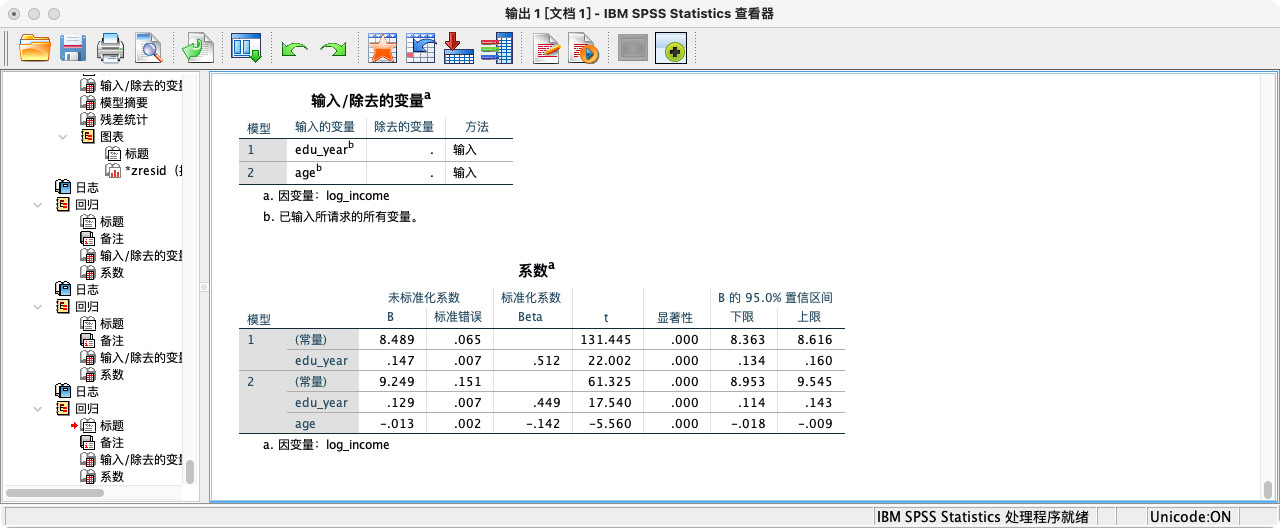 输出 1 [文档 1] - IBM SPSS Statistics 查看器
输入/除去的变量
模型摘要
残差统计
图表
标题
*zresid
日志
回归
标题
备注
输入/除去的变量
系数
日志
回归
标题
备注
输入/除去的变量
系数
日志
回归
标题
备注
输入/除去的变量
系数
输入/除去的变量a
模型 输入的变量 除去的变量 方法
1 edu_yearb . 输入
2 ageb . 输入
a. 因变量：log_income
b. 已输入所请求的所有变量。
系数a
未标准化系数 标准化系数 B 的 95.0% 置信区间
模型 B 标准错误 Beta t 显著性 下限 上限
1 (常量) 8.489 .065 131.445 .000 8.363 8.616
edu_year .147 .007 .512 22.002 .000 .134 .160
2 (常量) 9.249 .151 61.325 .000 8.953 9.545
edu_year .129 .007 .449 17.540 .000 .114 .143
age -.013 .002 -.142 -5.560 .000 -.018 -.009
a. 因变量：log_income
IBM SPSS Statistics 处理程序就绪 Unicode:ON